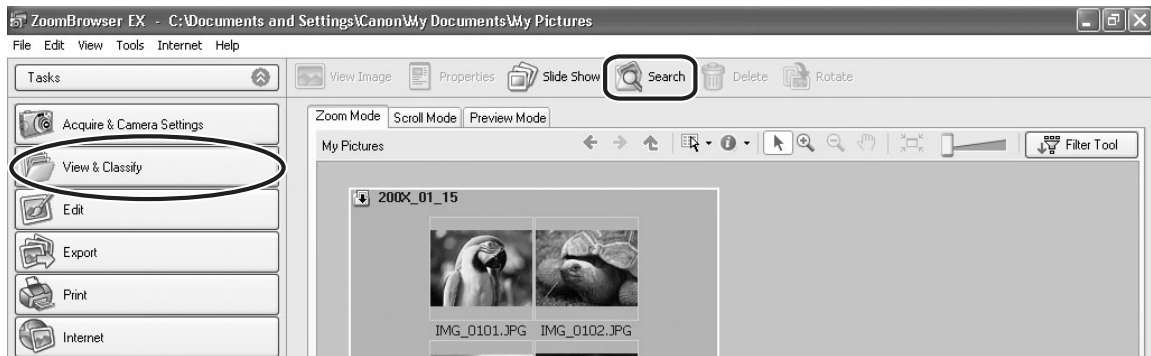 ZoomBrowser EX - C:\Documents and Settings\Canon\My Documents\My Pictures
File Edit View Tools Internet Help
Tasks
View Image Properties Slide Show Search Delete Rotate
Acquire & Camera Settings
View & Classify
Edit
Export
Print
Internet
Zoom Mode Scroll Mode Preview Mode
My Pictures
Filter Tool
200X_01_15
IMG_0101.JPG IMG_0102.JPG